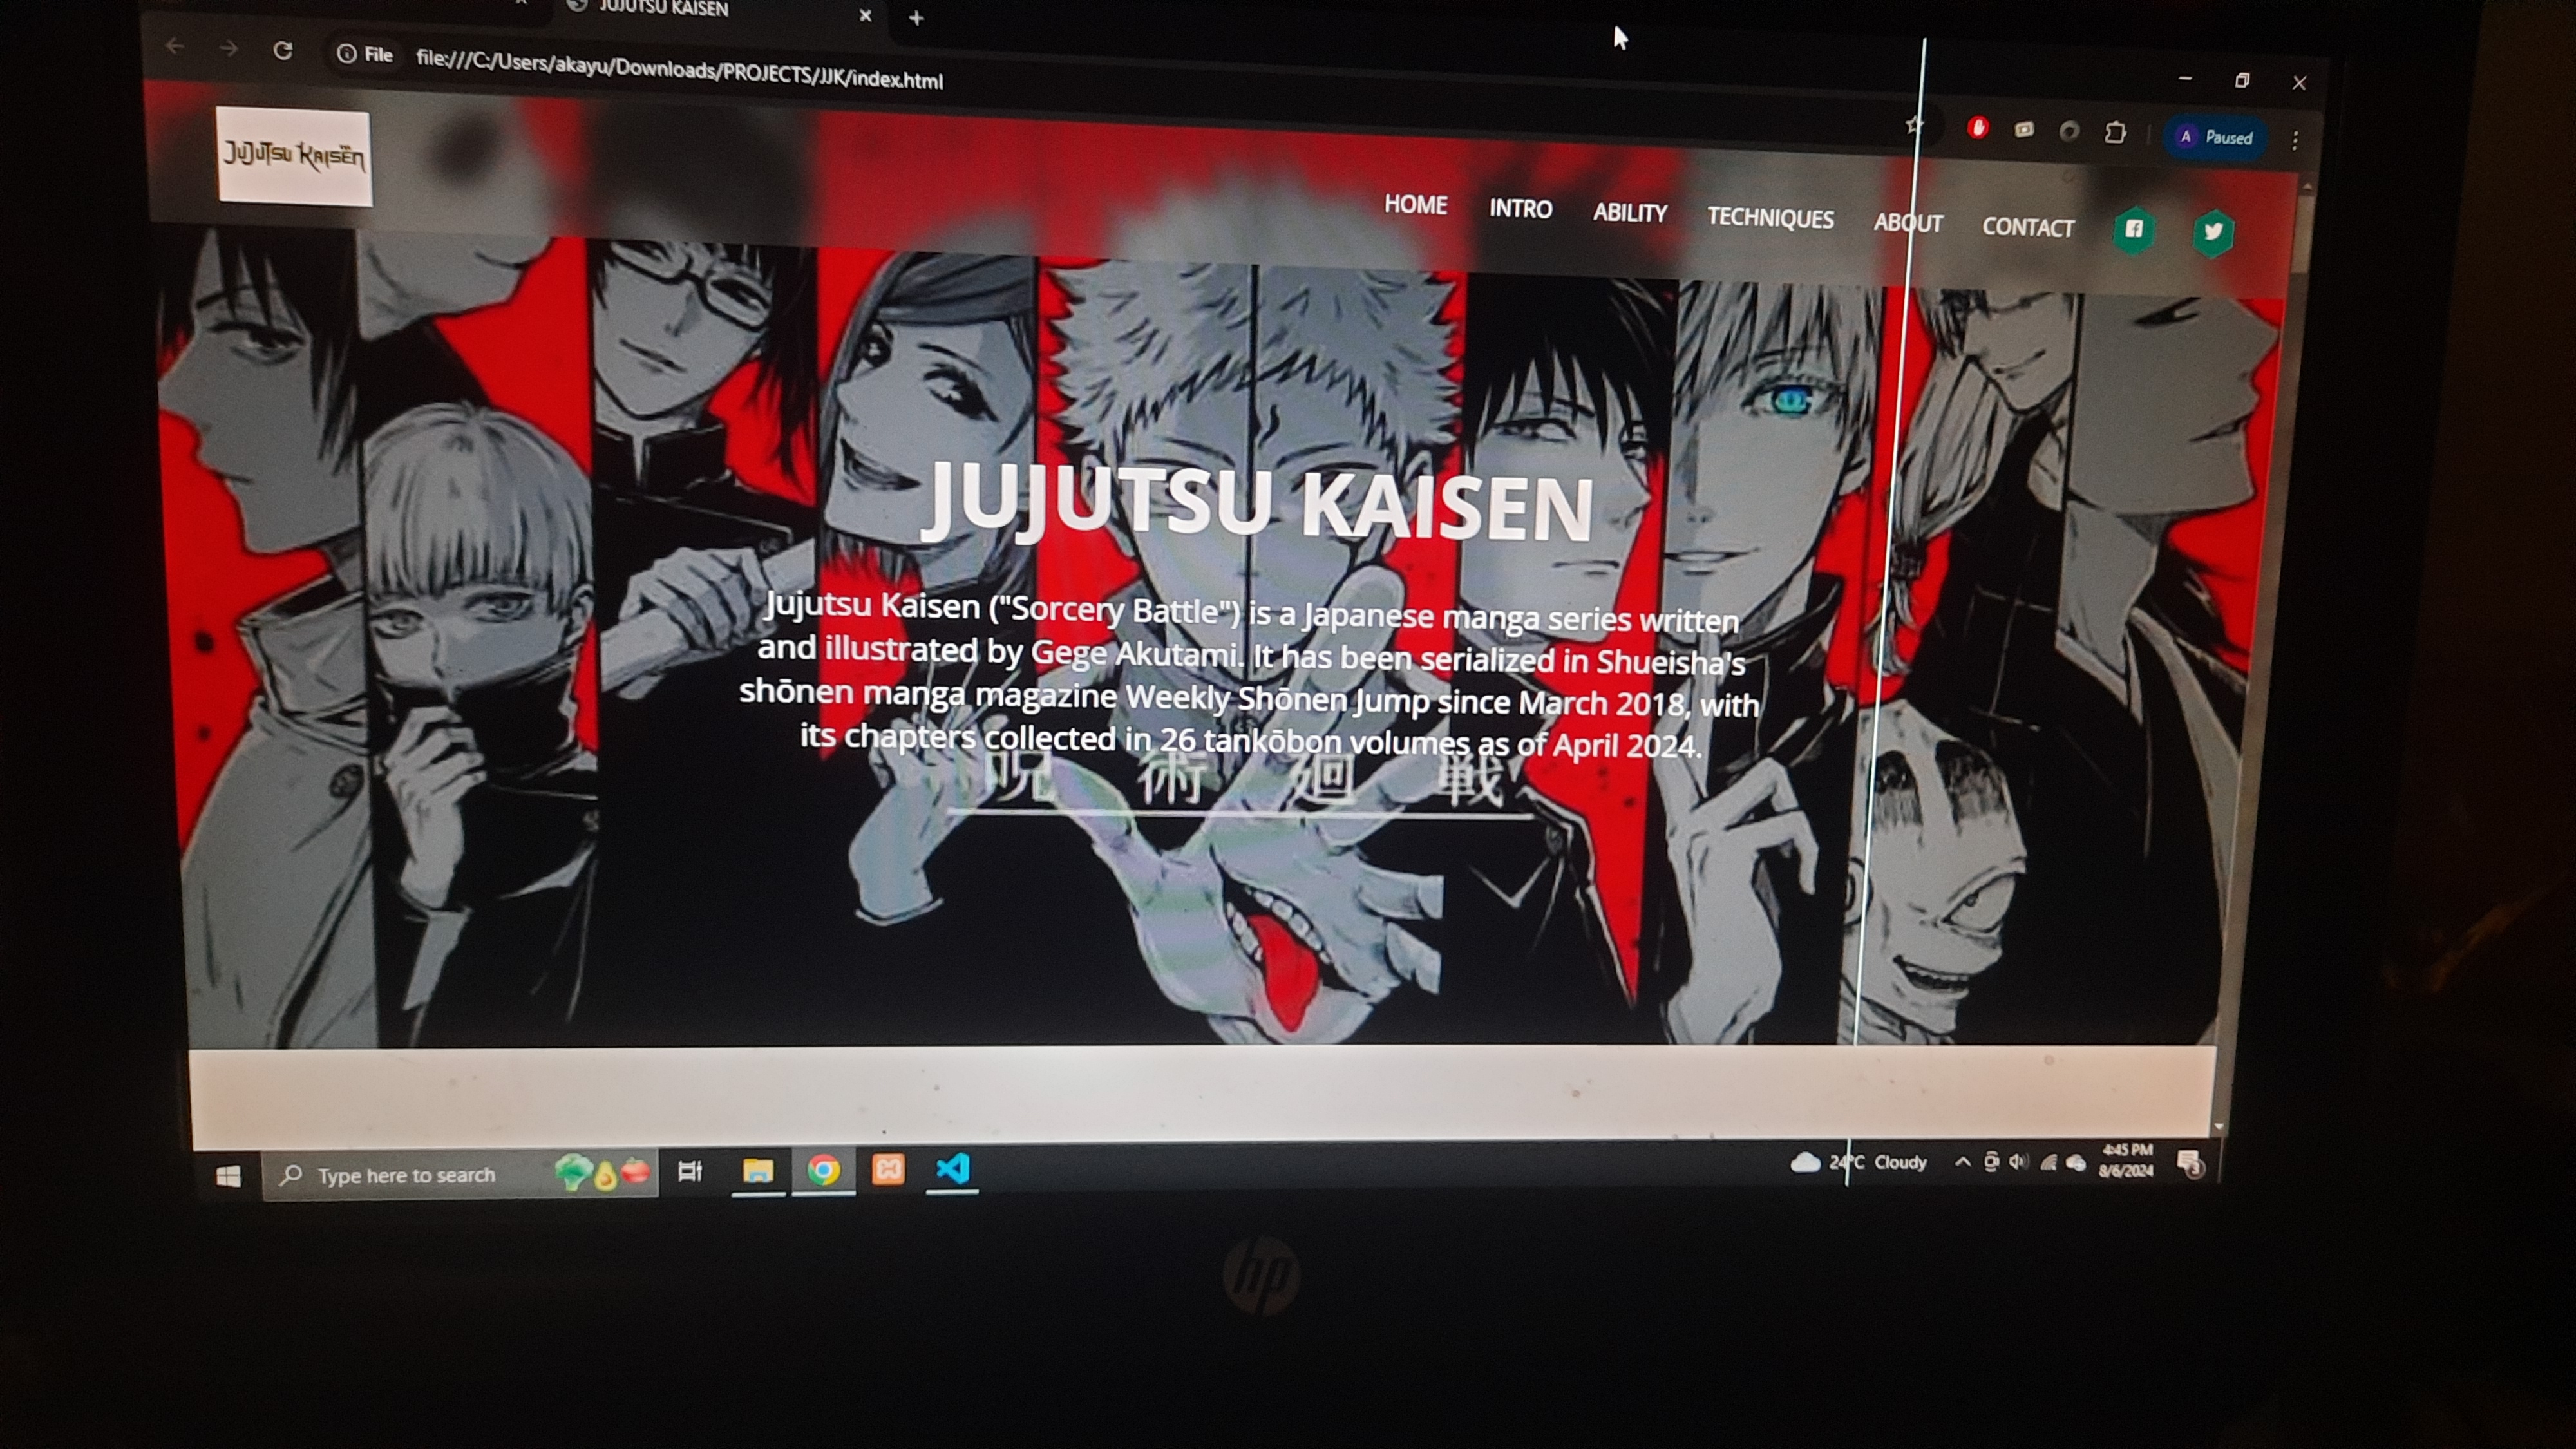 JUJUTSU KAISEN
File file:///C:/Users/akayu/Downloads/PROJECTS/JJK/index.html
A Paused
JUJUTSU KAISEN
HOME INTRO ABILITY TECHNIQUES ABOUT CONTACT
JUJUTSU KAISEN
Jujutsu Kaisen ("Sorcery Battle") is a Japanese manga series written
and illustrated by Gege Akutami. It has been serialized in Shueisha's
shōnen manga magazine Weekly Shōnen Jump since March 2018, with
its chapters collected in 26 tankōbon volumes as of April 2024.
呪 術 廻 戦
Type here to search
24°C Cloudy
4:45 PM
8/6/2024
3
hp